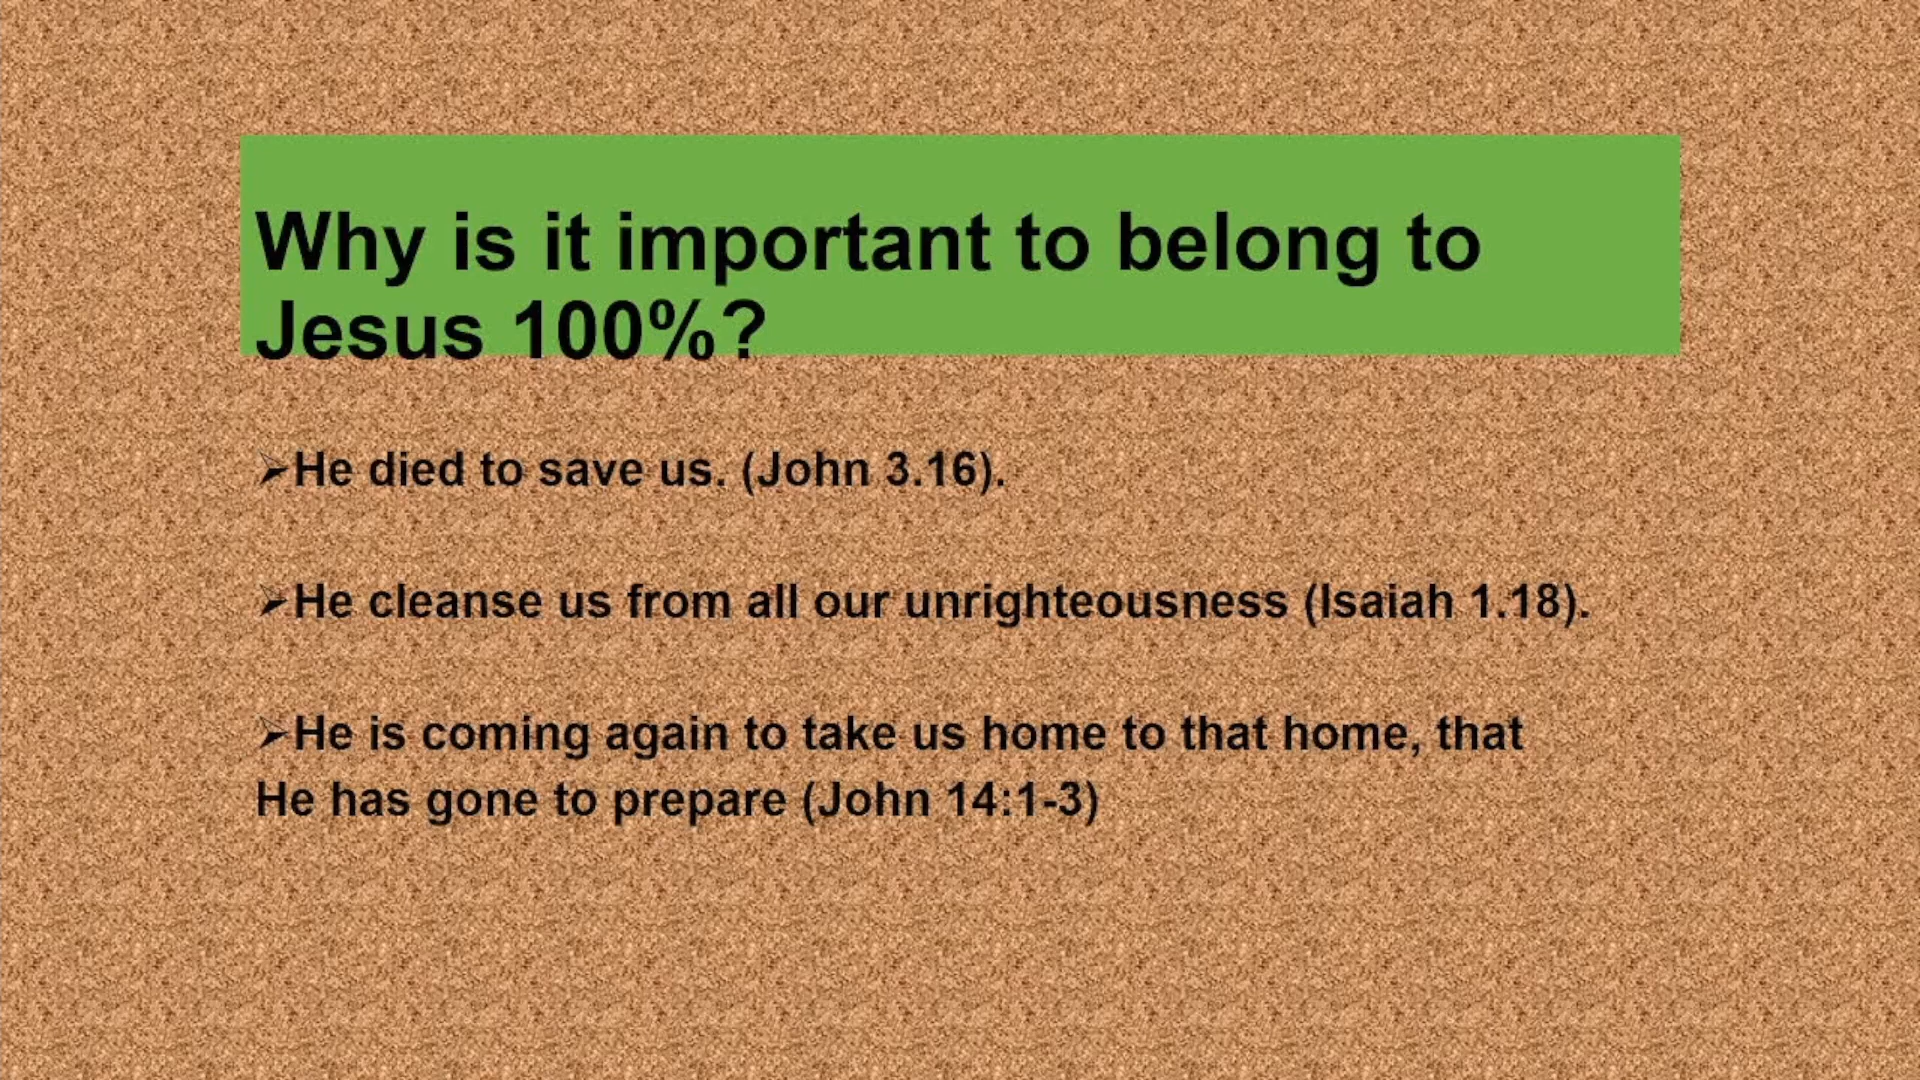 Why is it important to belong to
Jesus 100%?
➢He died to save us. (John 3.16).
➢He cleanse us from all our unrighteousness (Isaiah 1.18).
➢He is coming again to take us home to that home, that
He has gone to prepare (John 14:1-3)